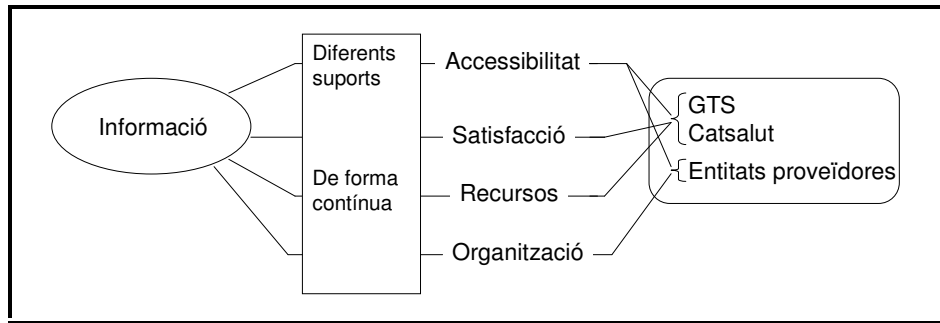 Informació
Diferents
suports
De forma
contínua
Accessibilitat
Satisfacció
Recursos
Organització
GTS
Catsalut
Entitats proveïdores